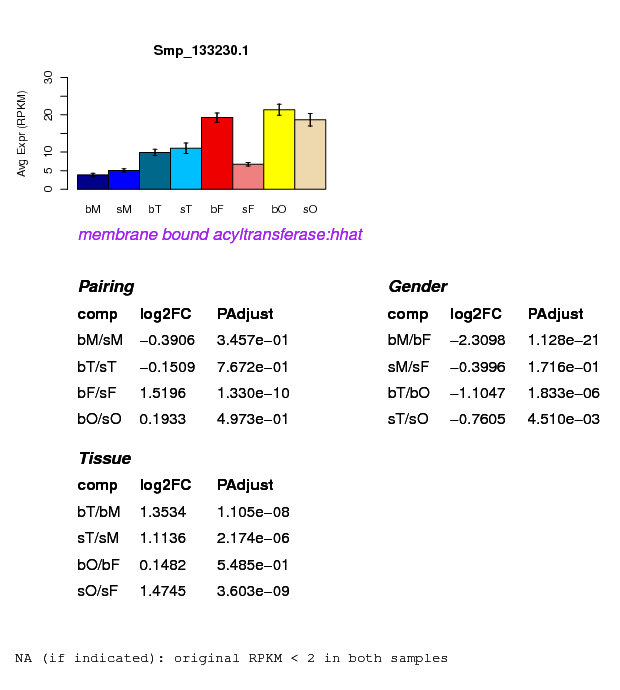 Smp_133230.1
Avg Expr (RPKM)
30
20
10
5
0
bM sM bT sT bF sF bO sO
membrane bound acyltransferase:hhat
Pairing
comp log2FC PAdjust
bM/sM −0.3906 3.457e−01
bT/sT −0.1509 7.672e−01
bF/sF 1.5196 1.330e−10
bO/sO 0.1933 4.973e−01
Gender
comp log2FC PAdjust
bM/bF −2.3098 1.128e−21
sM/sF −0.3996 1.716e−01
bT/bO −1.1047 1.833e−06
sT/sO −0.7605 4.510e−03
Tissue
comp log2FC PAdjust
bT/bM 1.3534 1.105e−08
sT/sM 1.1136 2.174e−06
bO/bF 0.1482 5.485e−01
sO/sF 1.4745 3.603e−09
NA (if indicated): original RPKM < 2 in both samples